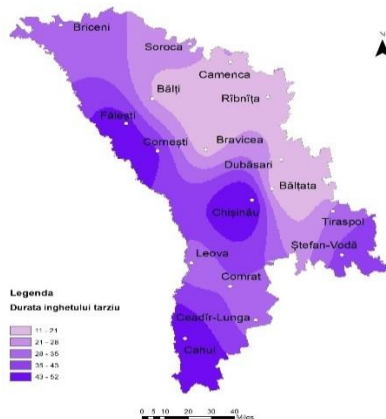 Briceni
N
Soroca
Camenca
Bălți
Rîbnița
Fălești
Cornești
Bravicea
Dubăsari
Bălțata
Chișinău
Tiraspol
Ștefan-Vodă
Leova
Comrat
Legenda
Durata inghetului tarziu
Ceadîr-Lunga
11 - 21
21 - 28
28 - 35
35 - 43
43 - 52
Cahul
0 5 10 20 30 40
Miles